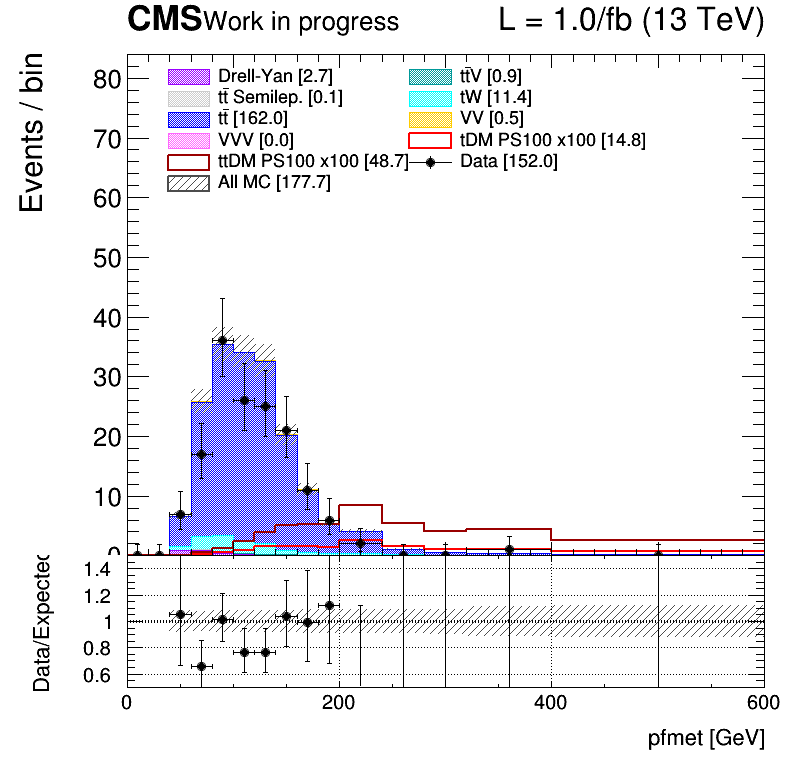 CMS Work in progress L = 1.0/fb (13 TeV)
Events / bin
80
70
60
50
40
30
20
10
0
Drell-Yan [2.7] tt̄V [0.9]
tt̄ Semilep. [0.1] tW [11.4]
tt̄ [162.0] VV [0.5]
VVV [0.0] tDM PS100 x100 [14.8]
ttDM PS100 x100 [48.7] Data [152.0]
All MC [177.7]
Data/Expected
1.4
1.2
1
0.8
0.6
0 200 400 600
pfmet [GeV]